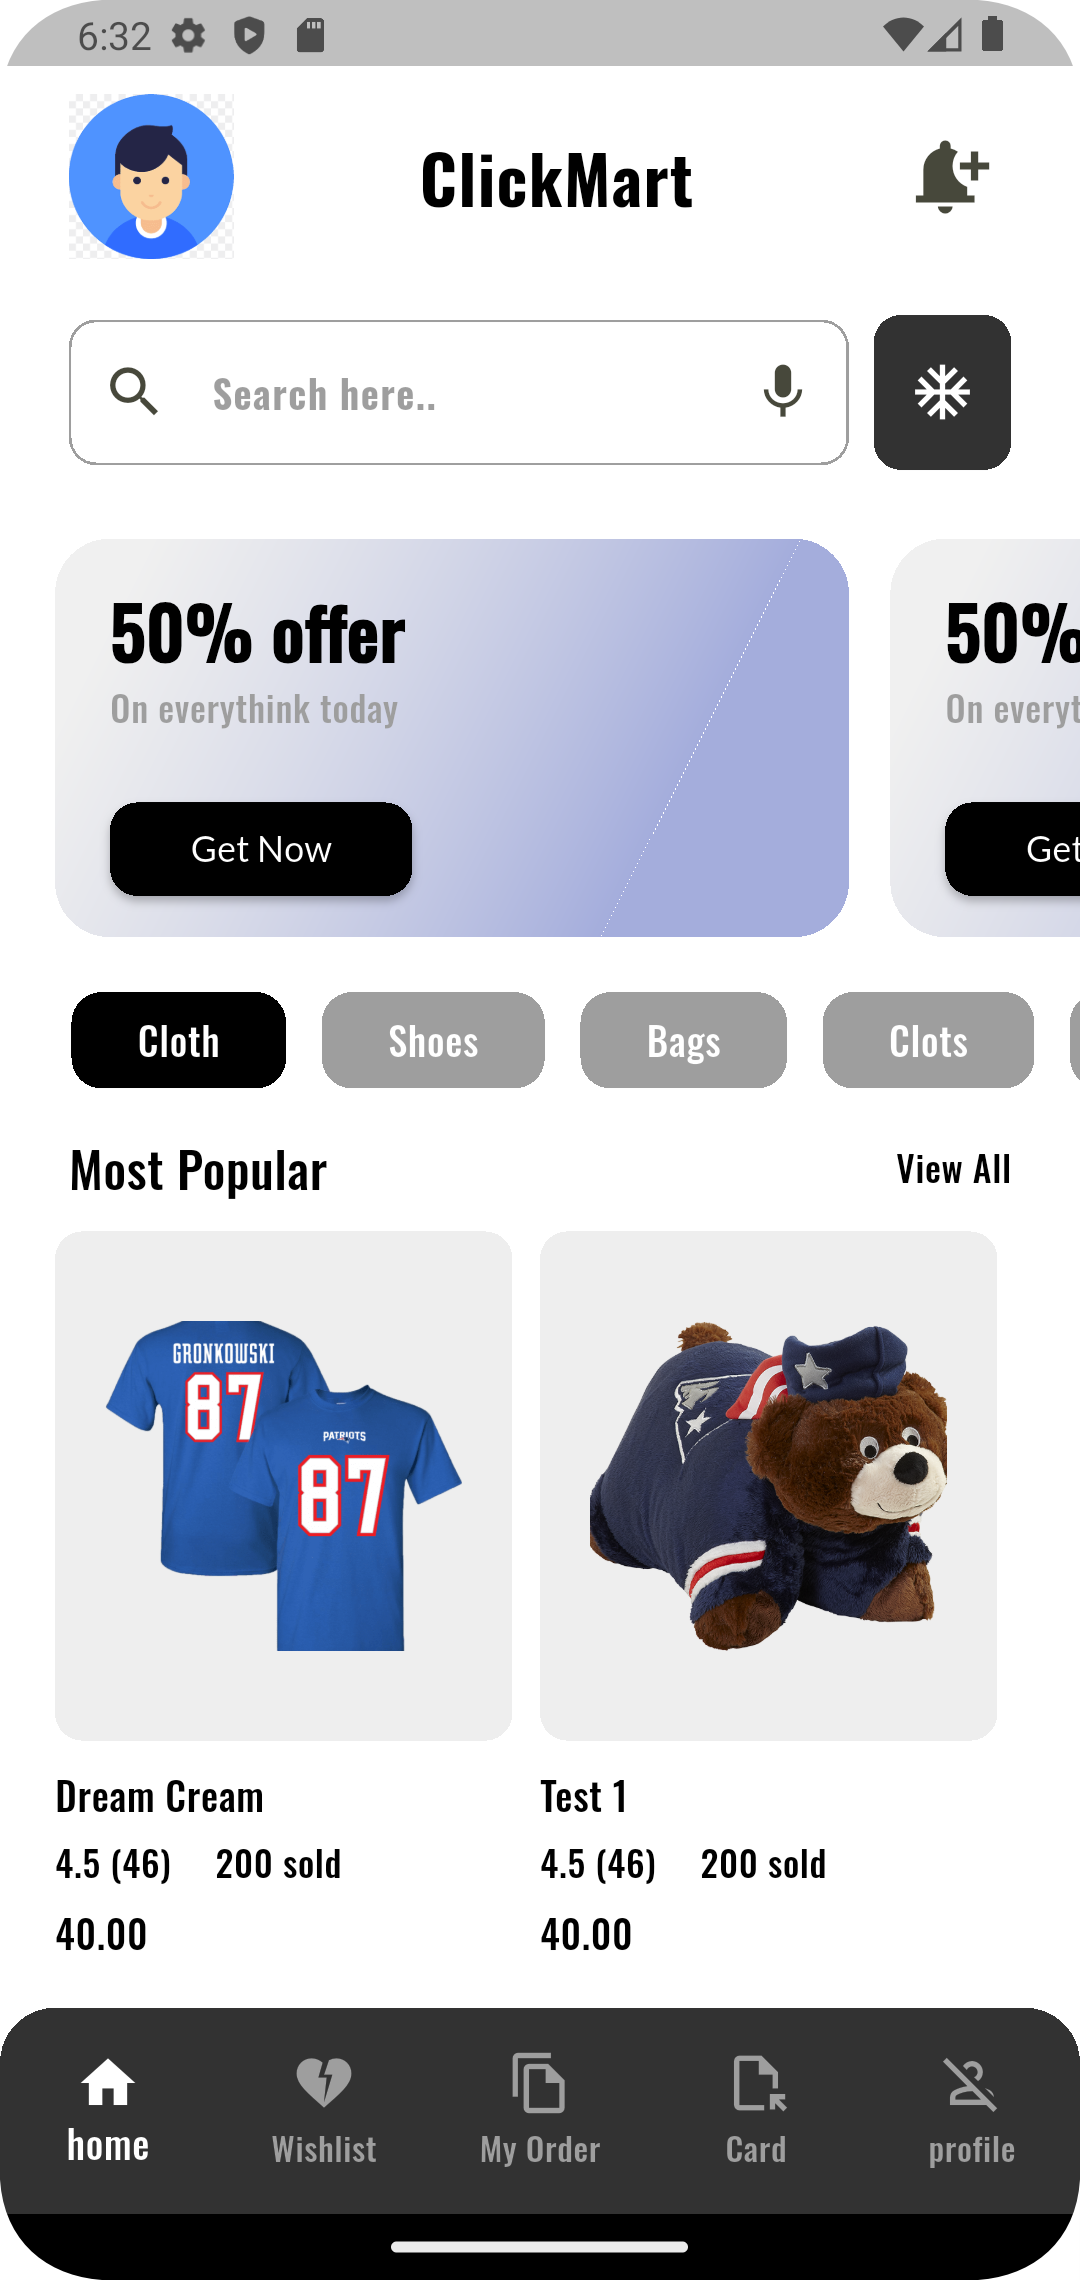 6:32
ClickMart
Search here..
50% offer
50%
On everythink today
On everyt
Get Now
Get
Cloth
Shoes
Bags
Clots
Most Popular
View All
GRONKOWSKI
87
PATRIOTS
87
Dream Cream
Test 1
4.5 (46)
200 sold
4.5 (46)
200 sold
40.00
40.00
home
Wishlist
My Order
Card
profile